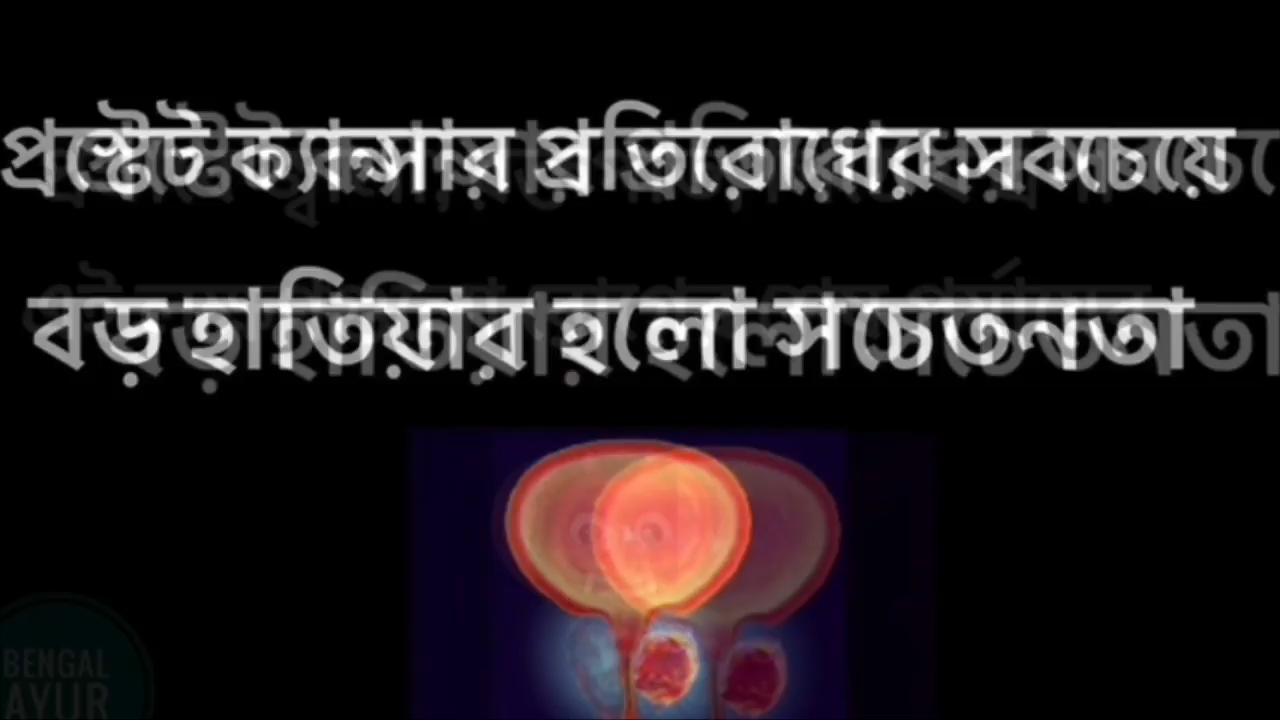 প্রস্টেট ক্যান্সার প্রতিরোধের সবচেয়ে
বড় হাতিয়ার হলো সচেতনতা
BENGAL
AYUR